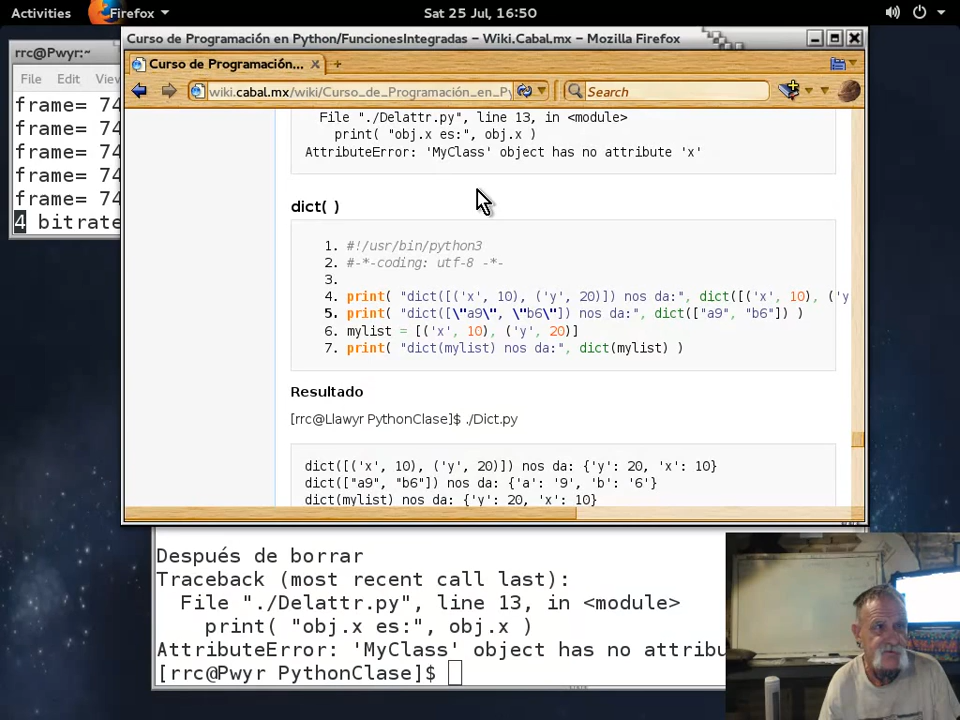 Activities Firefox Sat 25 Jul, 16:50
rrc@Pwyr:~
File Edit View
frame= 74
frame= 74
frame= 74
frame= 74
frame= 74
4 bitrate
Curso de Programación en Python/FuncionesIntegradas – Wiki.Cabal.mx – Mozilla Firefox
Curso de Programación... × +
wiki.cabal.mx/wiki/Curso_de_Programación_en_Py
Search
File "./Delattr.py", line 13, in <module>
print( "obj.x es:", obj.x )
AttributeError: 'MyClass' object has no attribute 'x'
dict( )
1. #!/usr/bin/python3
2. #-*-coding: utf-8 -*-
3.
4. print( "dict([('x', 10), ('y', 20)]) nos da:", dict([('x', 10), ('y
5. print( "dict([\"a9\", \"b6\"]) nos da:", dict(["a9", "b6"]) )
6. mylist = [('x', 10), ('y', 20)]
7. print( "dict(mylist) nos da:", dict(mylist) )
Resultado
[rrc@Llawyr PythonClase]$ ./Dict.py
dict([('x', 10), ('y', 20)]) nos da: {'y': 20, 'x': 10}
dict(["a9", "b6"]) nos da: {'a': '9', 'b': '6'}
dict(mylist) nos da: {'y': 20, 'x': 10}
Después de borrar
Traceback (most recent call last):
File "./Delattr.py", line 13, in <module>
print( "obj.x es:", obj.x )
AttributeError: 'MyClass' object has no attribu
[rrc@Pwyr PythonClase]$